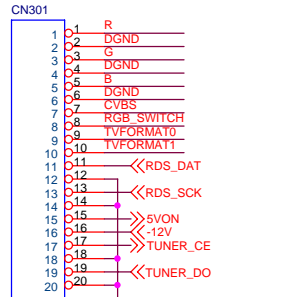 CN301
1 1 R
2 2 DGND
3 3 G
4 4 DGND
5 5 B
6 6 DGND
7 7 CVBS
8 8 RGB_SWITCH
9 9 TVFORMAT0
10 10 TVFORMAT1
11 11 RDS_DAT
12 12
13 13 RDS_SCK
14 14
15 15 5VON
16 16 -12V
17 17 TUNER_CE
18 18
19 19 TUNER_DO
20 20